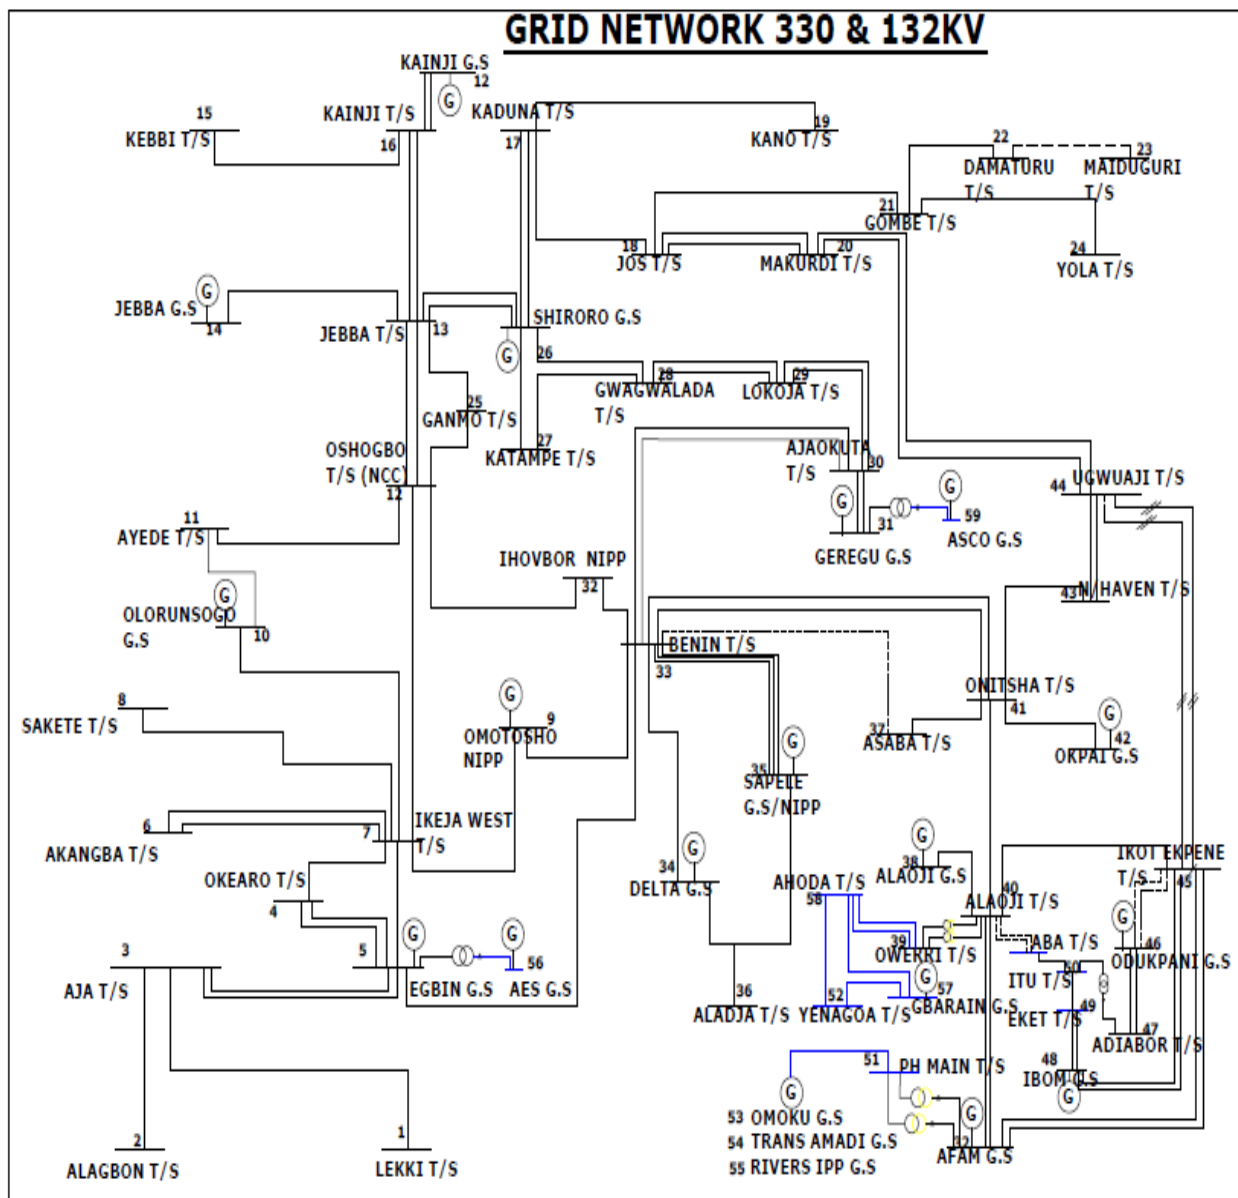 GRID NETWORK 330 & 132KV
KAINJI G.S
12
G
15
KEBBI T/S
KAINJI T/S
16
KADUNA T/S
17
19
KANO T/S
22
DAMATURU
T/S
23
MAIDUGURI
T/S
21
GOMBE T/S
24
YOLA T/S
18
JOS T/S
20
MAKURDI T/S
G
JEBBA G.S
14
JEBBA T/S
13
SHIRORO G.S
G
26
28
GWAGWALADA
T/S
29
LOKOJA T/S
25
GANMO T/S
27
KATAMPE T/S
OSHOGBO
T/S (NCC)
12
AJAOKUTA
T/S
30
G
31
GEREGU G.S
G
59
ASCO G.S
44
UGWUAJI T/S
43
N/HAVEN T/S
11
AYEDE T/S
G
OLORUNSOGO
G.S
10
IHOVBOR NIPP
32
BENIN T/S
33
8
SAKETE T/S
G
9
OMOTOSHO
NIPP
ONITSHA T/S
41
37
ASABA T/S
G
42
OKPAI G.S
G
35
SAPELE
G.S/NIPP
6
AKANGBA T/S
7
IKEJA WEST
T/S
OKEARO T/S
4
34
G
DELTA G.S
G
38
ALAOJI G.S
40
ALAOJI T/S
IKOT EKPENE
T/S
45
AHODA T/S
58
39
OWERRI T/S
G
57
GBARAIN G.S
52
YENAGOA T/S
ABA T/S
G
46
ODUKPANI G.S
ITU T/S
50
EKET T/S
49
47
ADIABOR T/S
48
IBOM G.S
G
3
AJA T/S
5
G
EGBIN G.S
G
56
AES G.S
36
ALADJA T/S
51
PH MAIN T/S
G
53 OMOKU G.S
54 TRANS AMADI G.S
55 RIVERS IPP G.S
G
32
AFAM G.S
2
ALAGBON T/S
1
LEKKI T/S